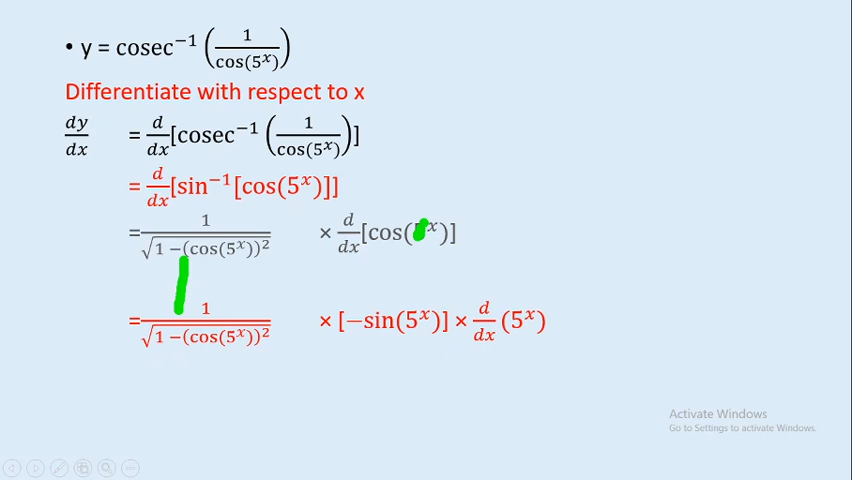 • y = cosec⁻¹ (1/cos(5ˣ))
Differentiate with respect to x
dy/dx = d/dx[cosec⁻¹ (1/cos(5ˣ))]
= d/dx[sin⁻¹[cos(5ˣ)]]
= 1/√(1 −(cos(5ˣ))²) × d/dx[cos(5ˣ)]
= 1/√(1 −(cos(5ˣ))²) × [−sin(5ˣ)] × d/dx (5ˣ)
Activate Windows
Go to Settings to activate Windows.